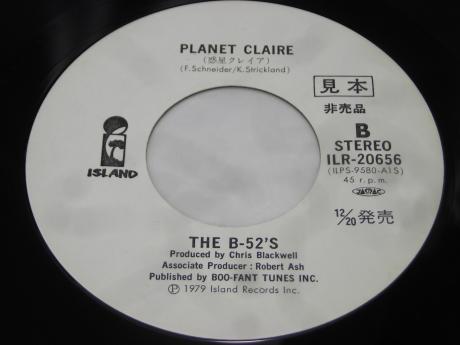 PLANET CLAIRE
(惑星クレイア)
(F.Schneider/K.Strickland)
見本
非売品
B
STEREO
ILR-20656
(ILPS-9580-A1S)
45 r.p.m.
JASRAC
12/20 発売
ISLAND
THE B-52'S
Produced by Chris Blackwell
Associate Producer : Robert Ash
Published by BOO-FANT TUNES INC.
Ⓟ 1979 Island Records Inc.